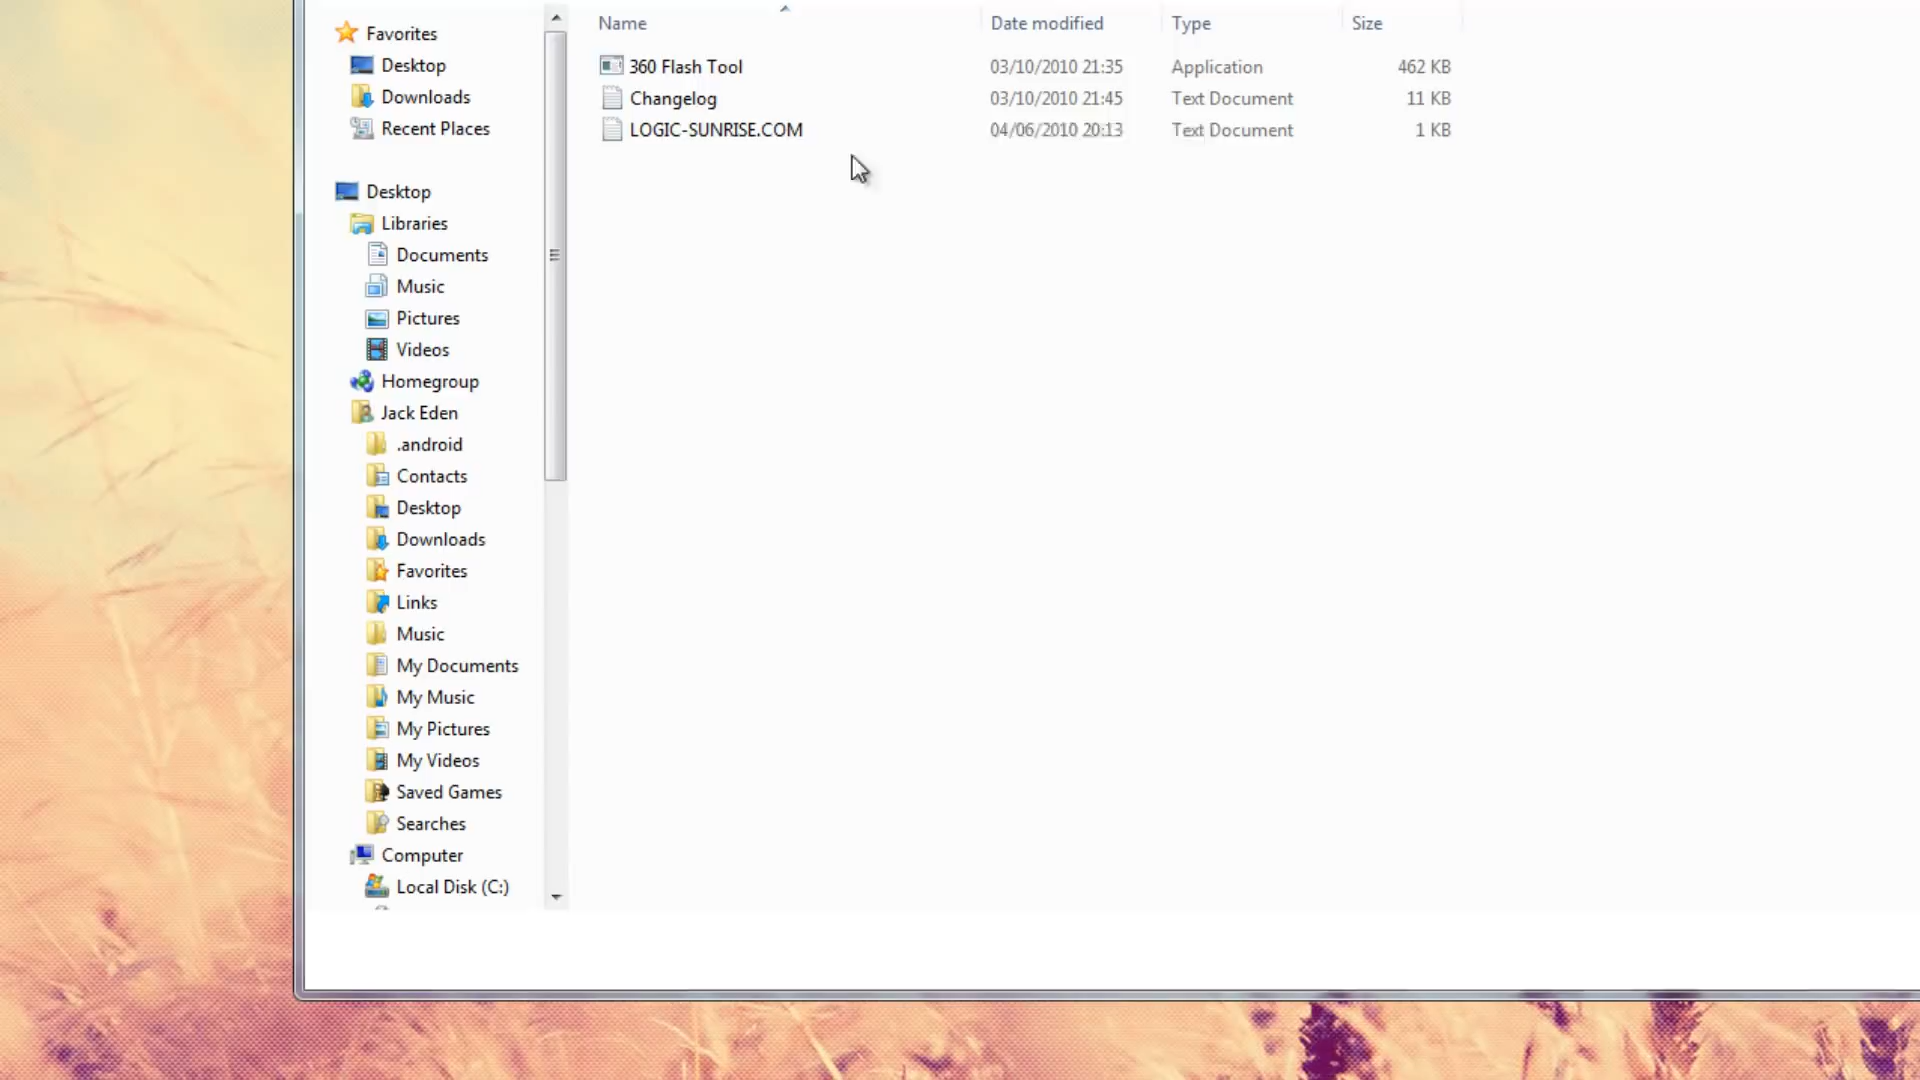 Name Date modified Type Size
360 Flash Tool 03/10/2010 21:35 Application 462 KB
Changelog 03/10/2010 21:45 Text Document 11 KB
LOGIC-SUNRISE.COM 04/06/2010 20:13 Text Document 1 KB
Favorites
Desktop
Downloads
Recent Places
Desktop
Libraries
Documents
Music
Pictures
Videos
Homegroup
Jack Eden
.android
Contacts
Desktop
Downloads
Favorites
Links
Music
My Documents
My Music
My Pictures
My Videos
Saved Games
Searches
Computer
Local Disk (C:)